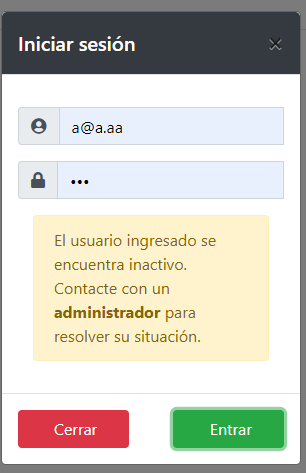 Iniciar sesión ×
a@a.aa
•••
El usuario ingresado se
encuentra inactivo.
Contacte con un
administrador para
resolver su situación.
Cerrar Entrar